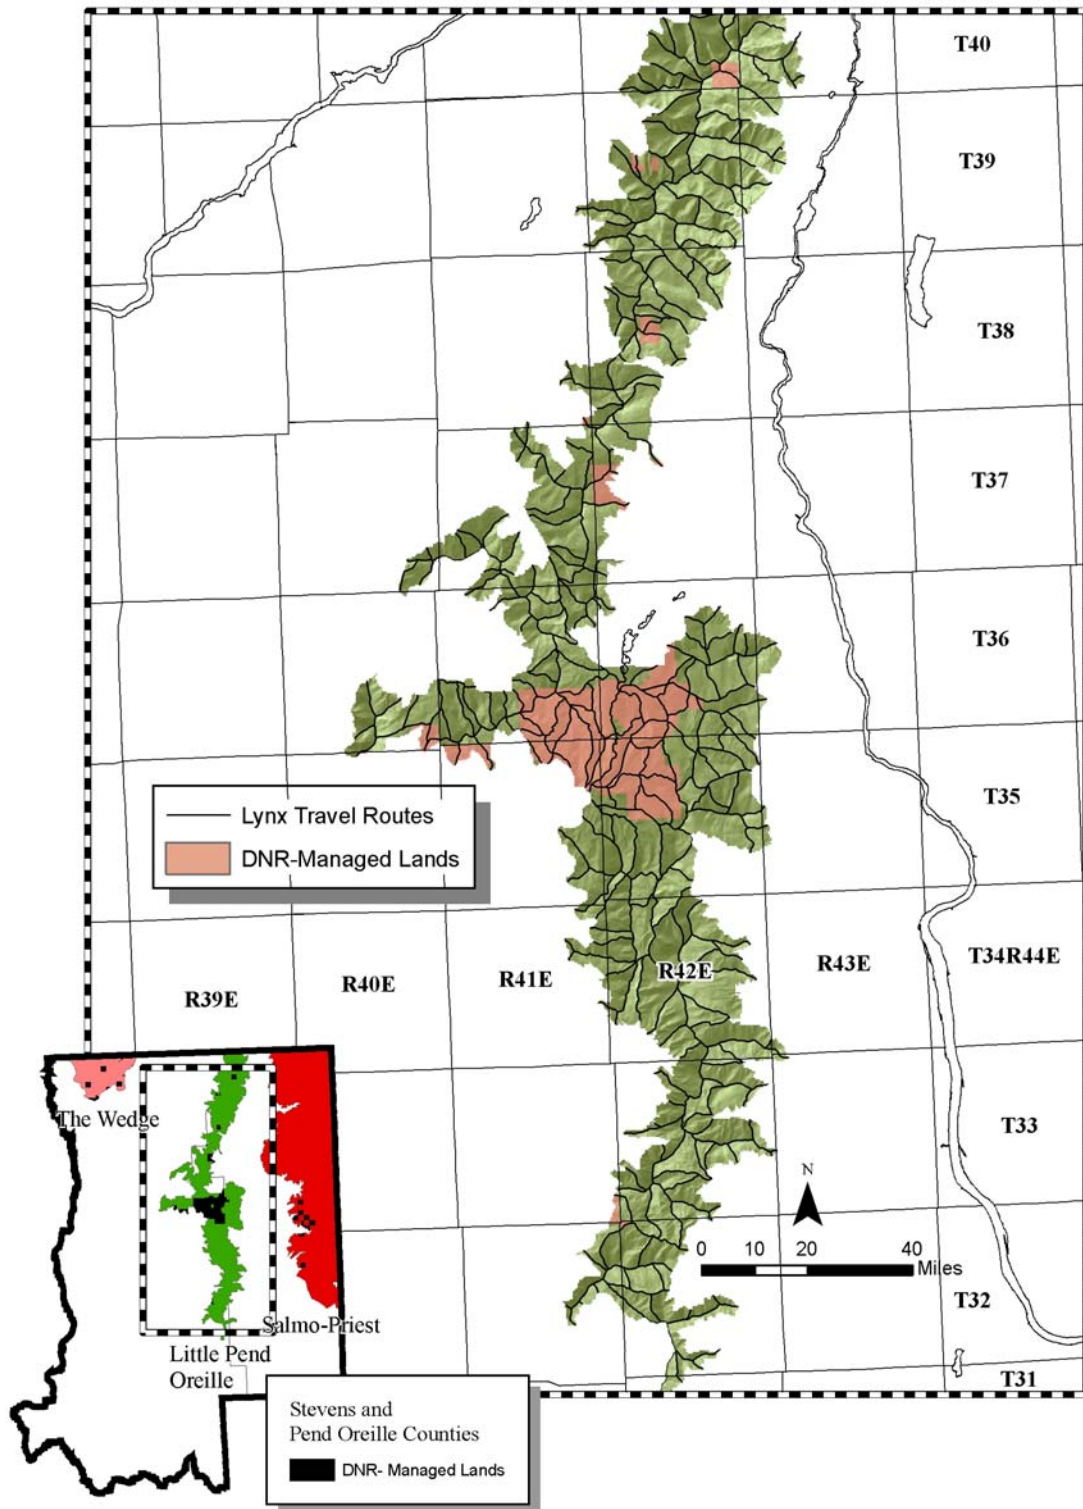 T40
T39
T38
T37
T36
T35
Lynx Travel Routes
DNR-Managed Lands
R39E
R40E
R41E
R42E
R43E
T34R44E
T33
T32
T31
N
0 10 20 40
Miles
The Wedge
Salmo-Priest
Little Pend
Oreille
Stevens and
Pend Oreille Counties
DNR- Managed Lands